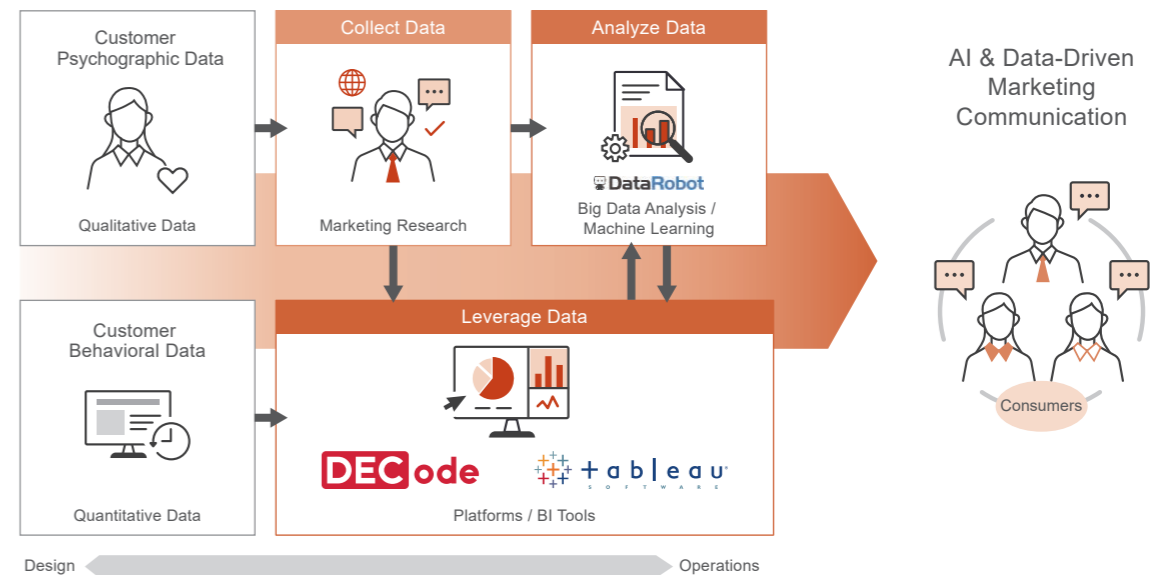 Customer
Psychographic Data
Qualitative Data
Collect Data
Marketing Research
Analyze Data
DataRobot
Big Data Analysis /
Machine Learning
AI & Data-Driven
Marketing
Communication
Customer
Behavioral Data
Quantitative Data
Leverage Data
DECode
+ableau
SOFTWARE
Platforms / BI Tools
Consumers
Design
Operations